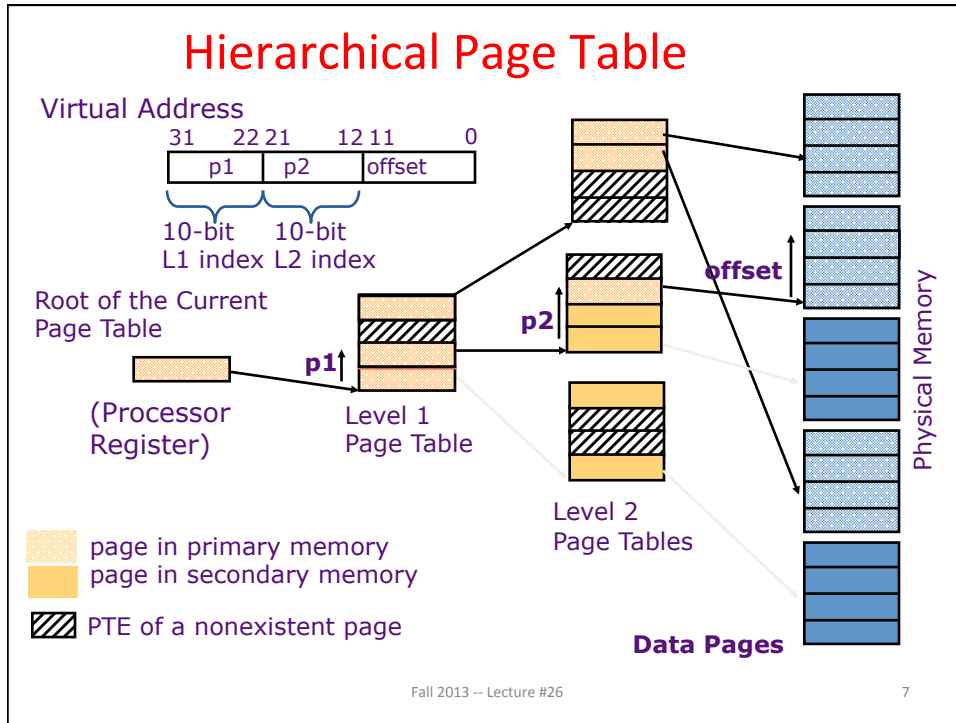 Hierarchical Page Table
Virtual Address
31 22 21 12 11 0
p1 p2 offset
10-bit
L1 index
10-bit
L2 index
Root of the Current
Page Table
(Processor
Register)
p1
Level 1
Page Table
p2
Level 2
Page Tables
offset
Physical Memory
page in primary memory
page in secondary memory
PTE of a nonexistent page
Data Pages
Fall 2013 -- Lecture #26
7